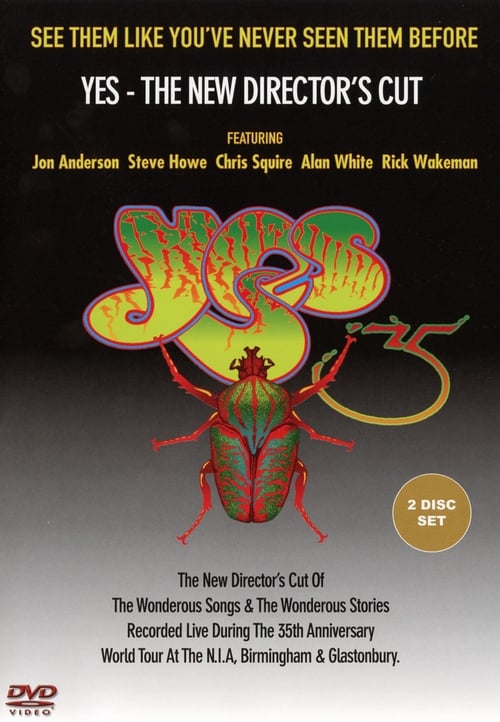 SEE THEM LIKE YOU'VE NEVER SEEN THEM BEFORE
YES - THE NEW DIRECTOR'S CUT
FEATURING
Jon Anderson Steve Howe Chris Squire Alan White Rick Wakeman
Yes
35
2 DISC
SET
The New Director's Cut Of
The Wonderous Songs & The Wonderous Stories
Recorded Live During The 35th Anniversary
World Tour At The N.I.A, Birmingham & Glastonbury.
DVD
VIDEO